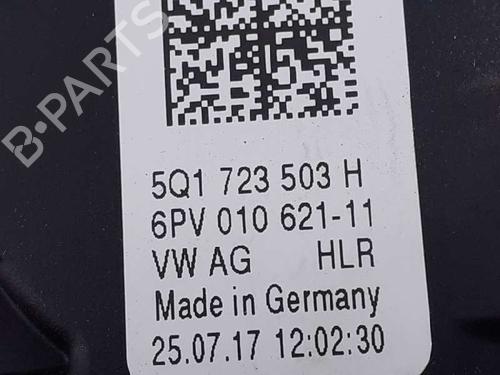 B-PARTS
5Q1 723 503 H
6PV 010 621-11
VW AG HLR
Made in Germany
25.07.17 12:02:30